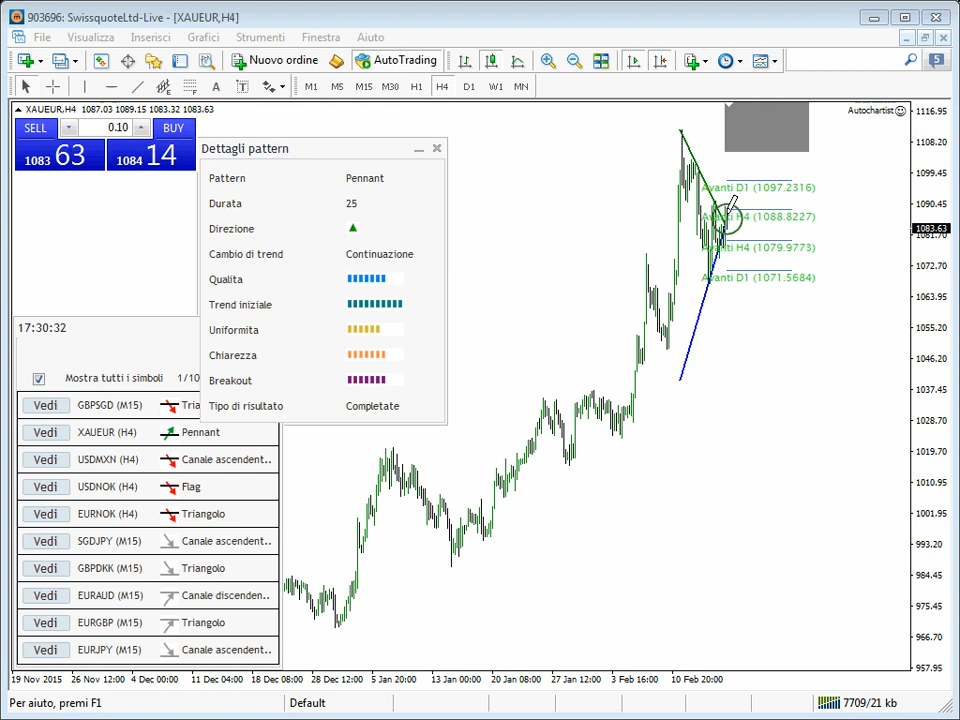 903696: SwissquoteLtd-Live - [XAUEUR,H4]
File Visualizza Inserisci Grafici Strumenti Finestra Aiuto
Nuovo ordine AutoTrading 5
A T M1 M5 M15 M30 H1 H4 D1 W1 MN
XAUEUR,H4 1087.03 1089.15 1083.32 1083.63
Autochartist
SELL 0.10 BUY
1083 63 1084 14
Dettagli pattern
Pattern Pennant
Durata 25
Direzione
Cambio di trend Continuazione
Qualita
Trend iniziale
Uniformita
Chiarezza
Breakout
Tipo di risultato Completate
17:30:32
Mostra tutti i simboli 1/10
Vedi GBPSGD (M15) Tria
Vedi XAUEUR (H4) Pennant
Vedi USDMXN (H4) Canale ascendent..
Vedi USDNOK (H4) Flag
Vedi EURNOK (H4) Triangolo
Vedi SGDJPY (M15) Canale ascendent..
Vedi GBPDKK (M15) Triangolo
Vedi EURAUD (M15) Canale discenden..
Vedi EURGBP (M15) Triangolo
Vedi EURJPY (M15) Canale ascendent..
Avanti D1 (1097.2316)
Avanti H4 (1088.8227)
Avanti H4 (1079.9773)
Avanti D1 (1071.5684)
1116.95
1108.20
1099.45
1090.45
1083.63
1081.70
1072.70
1063.95
1055.20
1046.20
1037.45
1028.70
1019.70
1010.95
1001.95
993.20
984.45
975.45
966.70
957.95
19 Nov 2015 26 Nov 12:00 4 Dec 00:00 11 Dec 04:00 18 Dec 08:00 28 Dec 12:00 5 Jan 20:00 13 Jan 00:00 20 Jan 08:00 27 Jan 12:00 3 Feb 16:00 10 Feb 20:00
Per aiuto, premi F1 Default 7709/21 kb